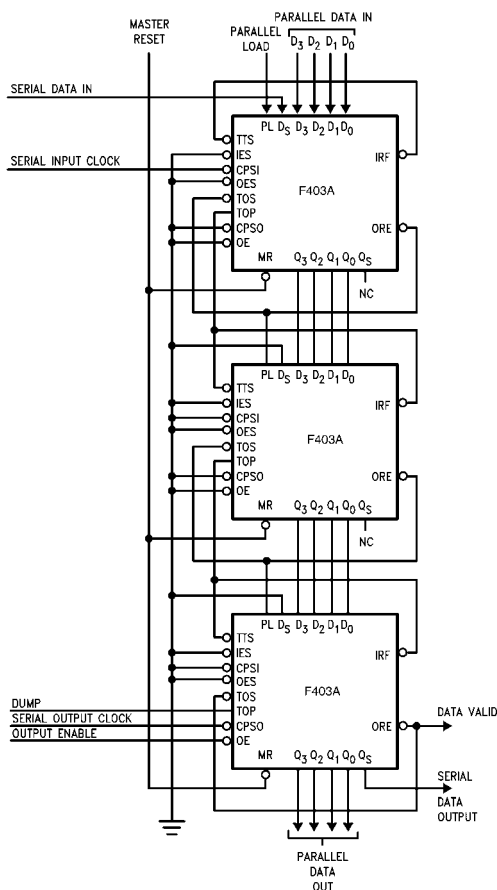 PARALLEL DATA IN
MASTER
RESET
PARALLEL
LOAD
D3 D2 D1 D0
SERIAL DATA IN
PL DS D3 D2 D1 D0
TTS
IES
IRF
SERIAL INPUT CLOCK
CPSI
OES
F403A
TOS
TOP
ORE
CPSO
OE
MR
Q3 Q2 Q1 Q0 QS
NC
PL DS D3 D2 D1 D0
TTS
IES
IRF
CPSI
OES
F403A
TOS
TOP
ORE
CPSO
OE
MR
Q3 Q2 Q1 Q0 QS
NC
PL DS D3 D2 D1 D0
TTS
IES
IRF
CPSI
OES
F403A
TOS
DUMP
TOP
SERIAL OUTPUT CLOCK
CPSO
ORE
DATA VALID
OUTPUT ENABLE
OE
MR
Q3 Q2 Q1 Q0 QS
SERIAL
DATA
OUTPUT
PARALLEL
DATA
OUT